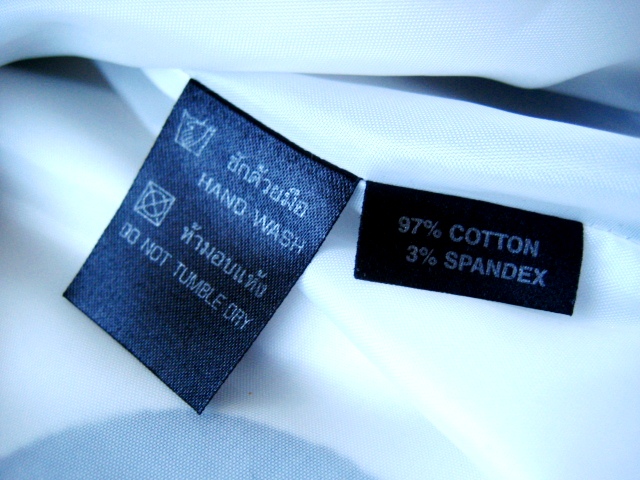 ซักด้วยมือ
HAND WASH
ห้ามอบแห้ง
DO NOT TUMBLE DRY
97% COTTON
3% SPANDEX